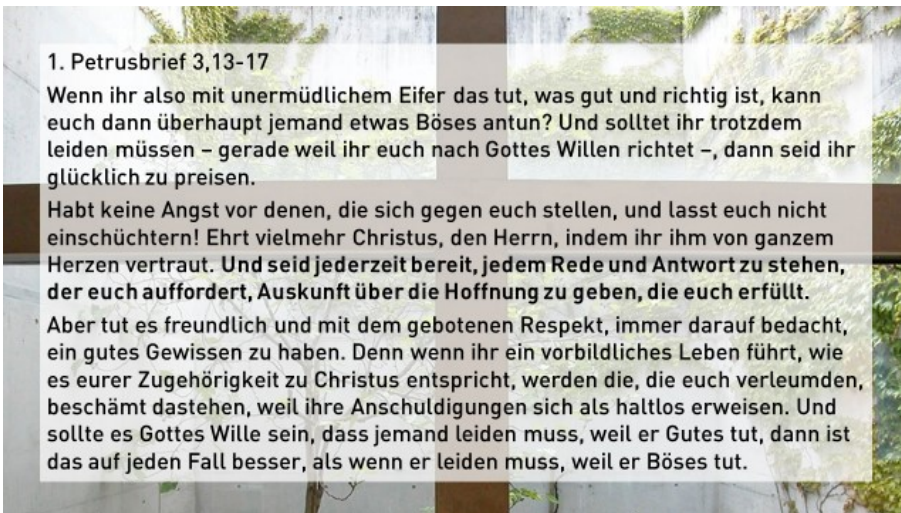 1. Petrusbrief 3,13-17
Wenn ihr also mit unermüdlichem Eifer das tut, was gut und richtig ist, kann
euch dann überhaupt jemand etwas Böses antun? Und solltet ihr trotzdem
leiden müssen – gerade weil ihr euch nach Gottes Willen richtet –, dann seid ihr
glücklich zu preisen.
Habt keine Angst vor denen, die sich gegen euch stellen, und lasst euch nicht
einschüchtern! Ehrt vielmehr Christus, den Herrn, indem ihr ihm von ganzem
Herzen vertraut. Und seid jederzeit bereit, jedem Rede und Antwort zu stehen,
der euch auffordert, Auskunft über die Hoffnung zu geben, die euch erfüllt.
Aber tut es freundlich und mit dem gebotenen Respekt, immer darauf bedacht,
ein gutes Gewissen zu haben. Denn wenn ihr ein vorbildliches Leben führt, wie
es eurer Zugehörigkeit zu Christus entspricht, werden die, die euch verleumden,
beschämt dastehen, weil ihre Anschuldigungen sich als haltlos erweisen. Und
sollte es Gottes Wille sein, dass jemand leiden muss, weil er Gutes tut, dann ist
das auf jeden Fall besser, als wenn er leiden muss, weil er Böses tut.